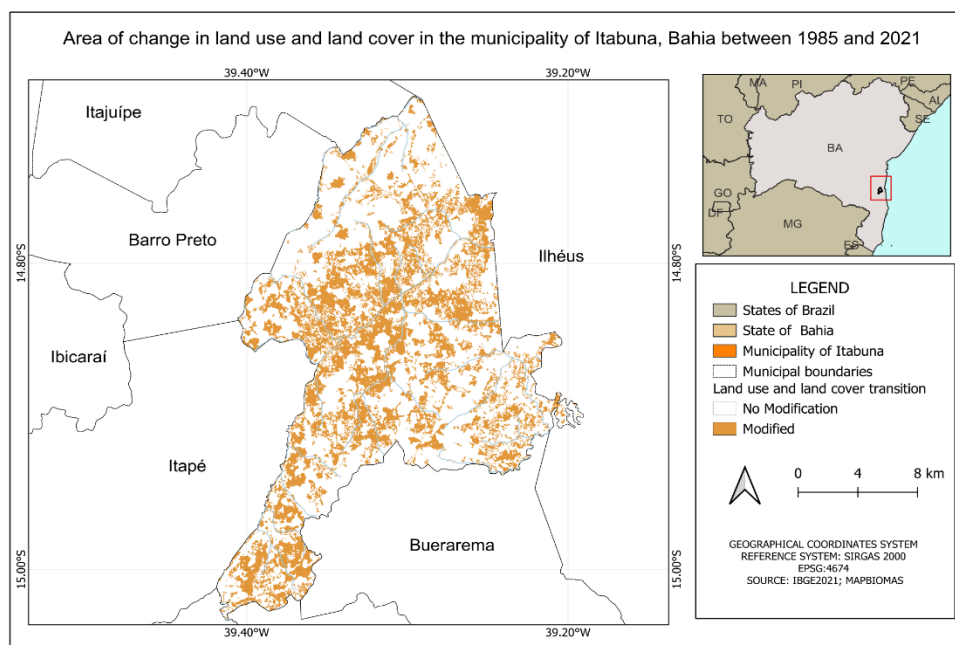 Area of change in land use and land cover in the municipality of Itabuna, Bahia between 1985 and 2021
39.40°W
39.20°W
Itajuípe
Barro Preto
Ilhéus
14.80°S
14.80°S
Ibicaraí
Itapé
Buerarema
15.00°S
15.00°S
39.40°W
39.20°W
MA
PI
PE
AL
SE
TO
BA
GO
DF
MG
ES
LEGEND
States of Brazil
State of Bahia
Municipality of Itabuna
Municipal boundaries
Land use and land cover transition
No Modification
Modified
0 4 8 km
GEOGRAPHICAL COORDINATES SYSTEM
REFERENCE SYSTEM: SIRGAS 2000
EPSG:4674
SOURCE: IBGE2021; MAPBIOMAS